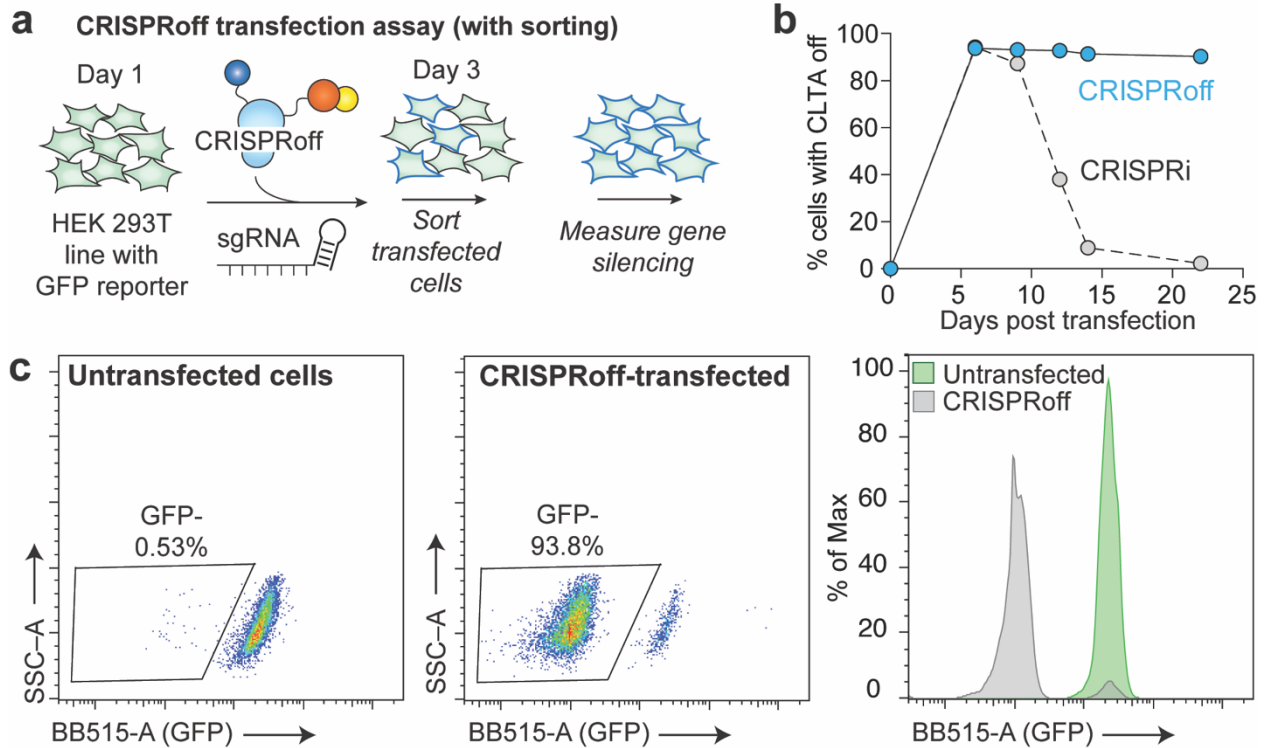 a
CRISPRoff transfection assay (with sorting)
Day 1
CRISPRoff
Day 3
HEK 293T
line with
GFP reporter
sgRNA
Sort
transfected
cells
Measure gene
silencing
b
% cells with CLTA off
100
80
60
40
20
0
CRISPRoff
CRISPRi
0 5 10 15 20 25
Days post transfection
c
Untransfected cells
GFP-
0.53%
SSC–A
BB515-A (GFP)
CRISPRoff-transfected
GFP-
93.8%
SSC–A
BB515-A (GFP)
% of Max
100
80
60
40
20
0
Untransfected
CRISPRoff
BB515-A (GFP)